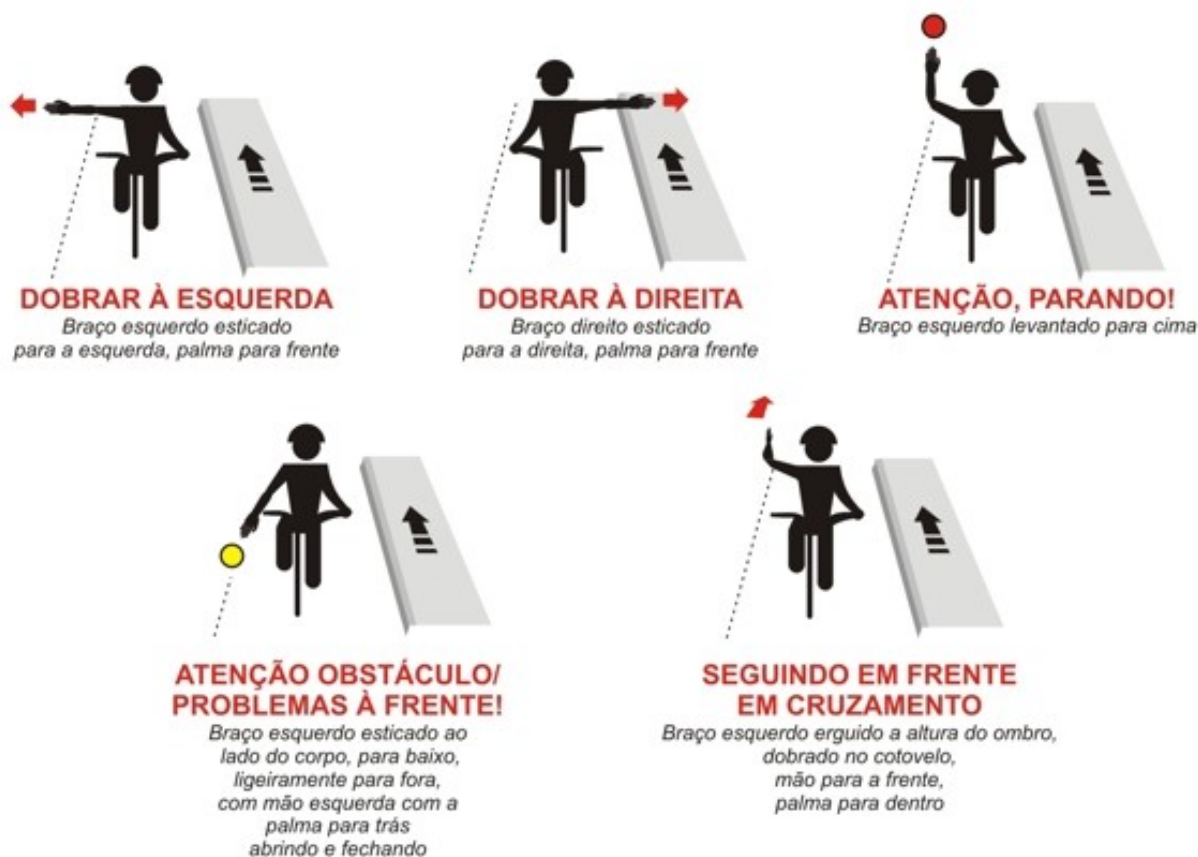 DOBRAR À ESQUERDA
Braço esquerdo esticado
para a esquerda, palma para frente
DOBRAR À DIREITA
Braço direito esticado
para a direita, palma para frente
ATENÇÃO, PARANDO!
Braço esquerdo levantado para cima
ATENÇÃO OBSTÁCULO/
PROBLEMAS À FRENTE!
Braço esquerdo esticado ao
lado do corpo, para baixo,
ligeiramente para fora,
com mão esquerda com a
palma para trás
abrindo e fechando
SEGUINDO EM FRENTE
EM CRUZAMENTO
Braço esquerdo erguido a altura do ombro,
dobrado no cotovelo,
mão para a frente,
palma para dentro